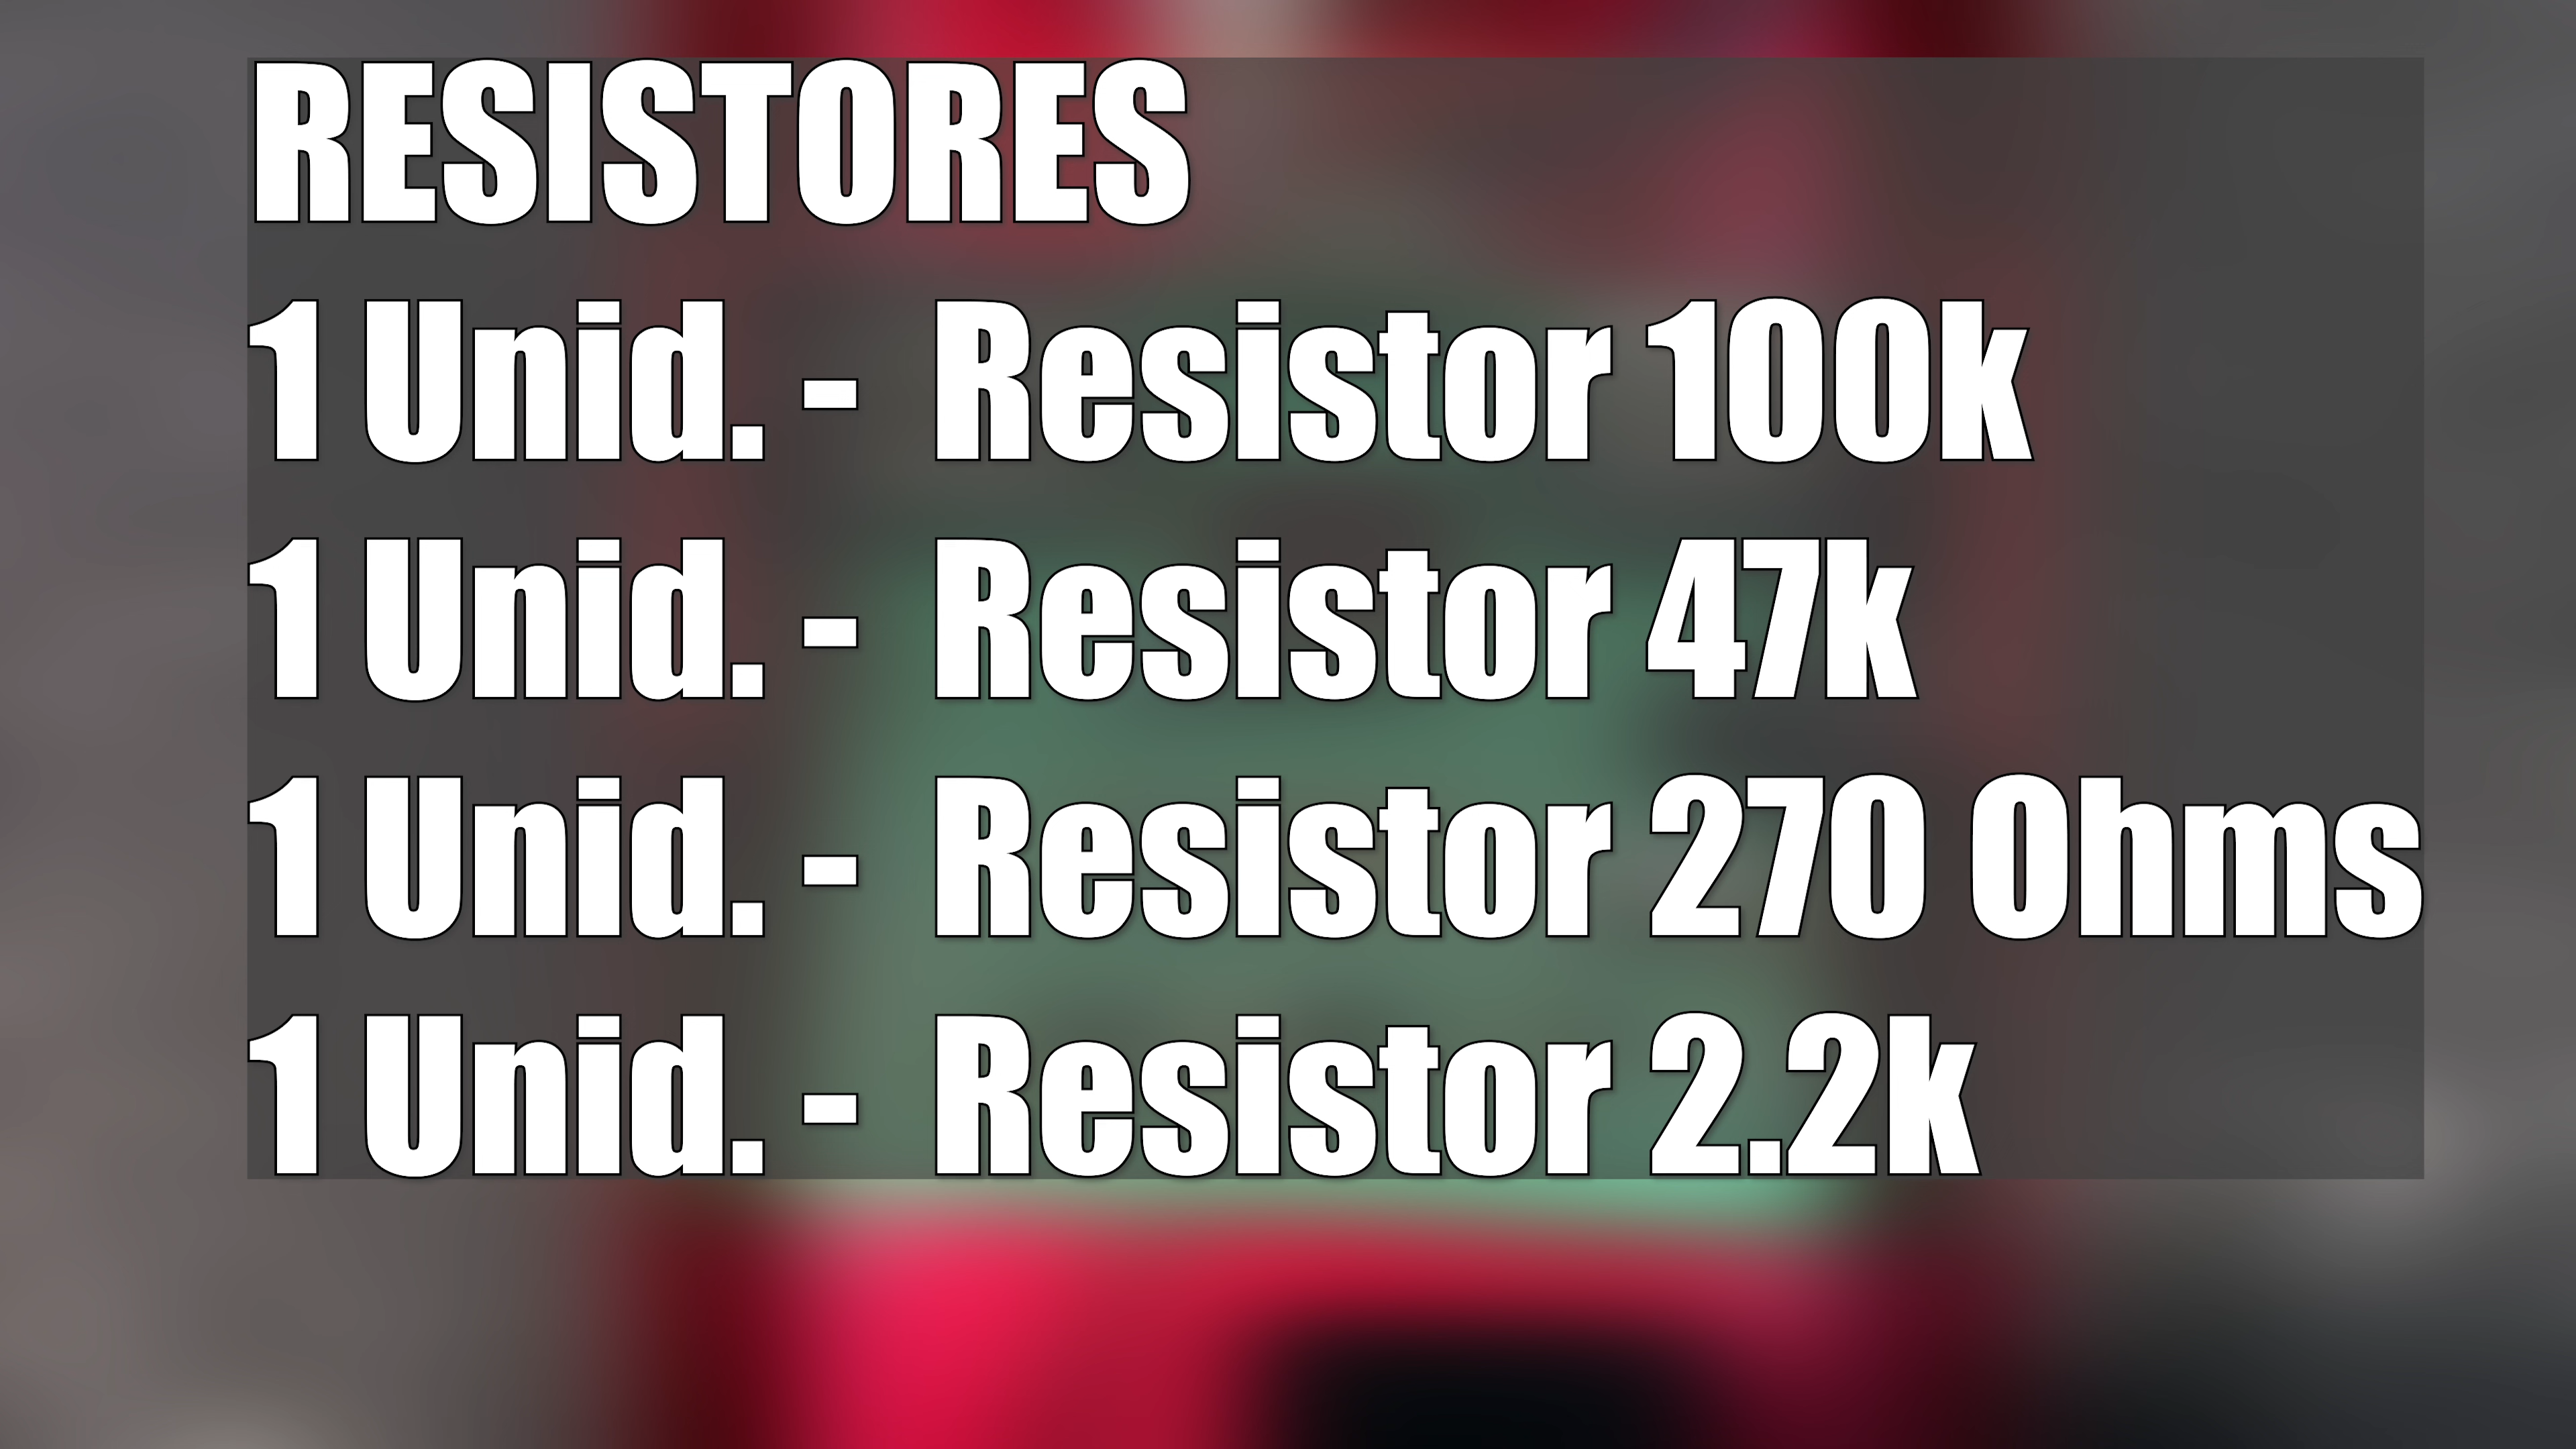 RESISTORES
1 Unid. -  Resistor 100k
1 Unid. -  Resistor 47k
1 Unid. -  Resistor 270 Ohms
1 Unid. -  Resistor 2.2k